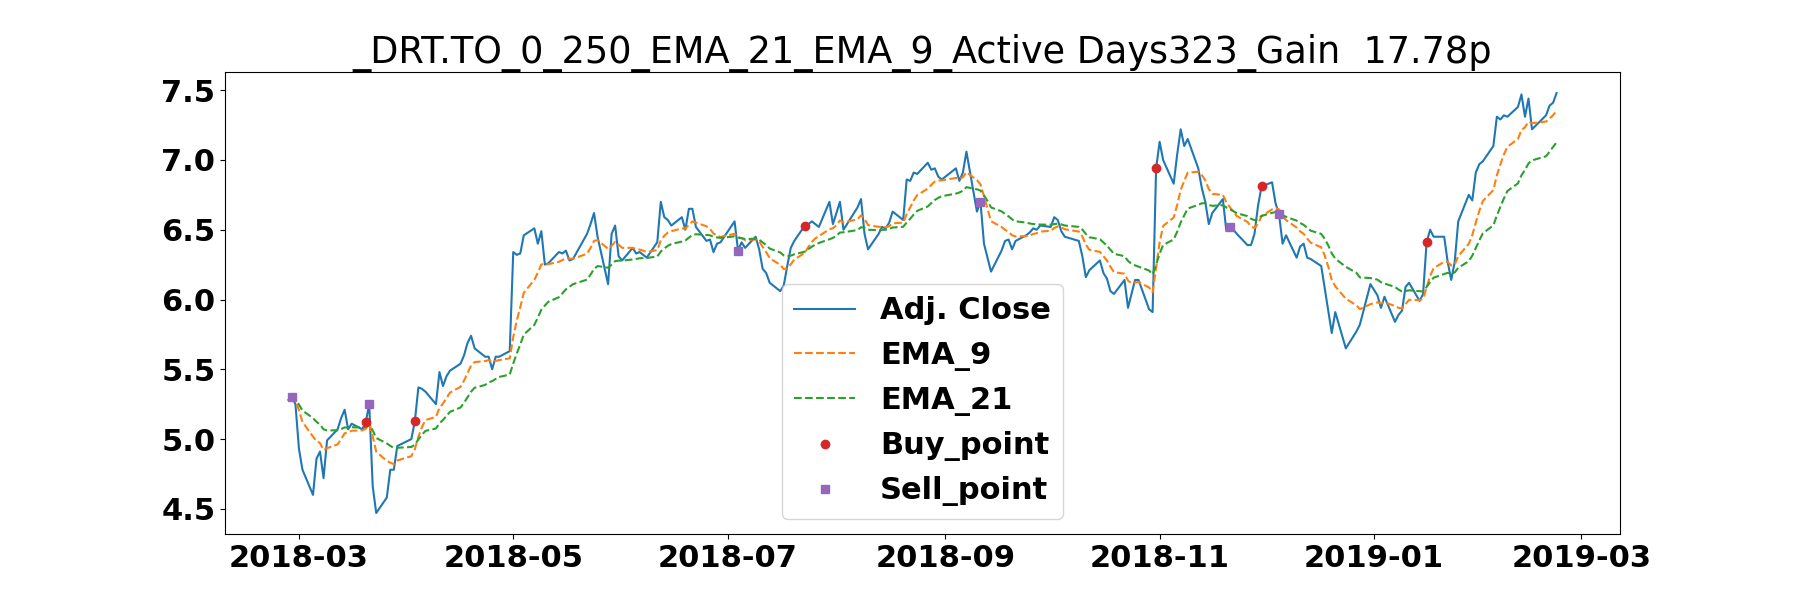 _DRT.TO_0_250_EMA_21_EMA_9_Active Days323_Gain  17.78p
7.5
7.0
6.5
6.0
5.5
5.0
4.5
Adj. Close
EMA_9
EMA_21
Buy_point
Sell_point
2018-03 2018-05 2018-07 2018-09 2018-11 2019-01 2019-03